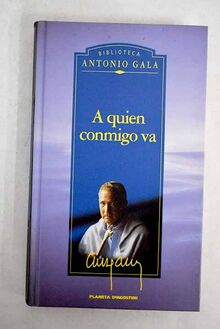 BIBLIOTECA
ANTONIO GALA
A quien
conmigo va
PLANETA DEAGOSTINI